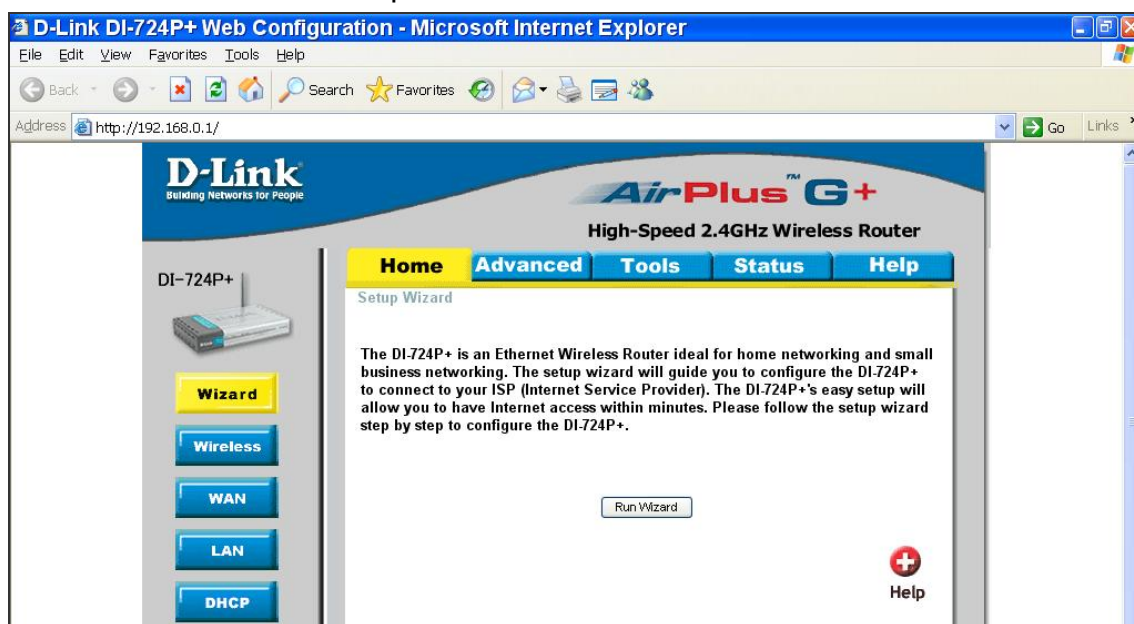 D-Link DI-724P+ Web Configuration - Microsoft Internet Explorer
File Edit View Favorites Tools Help
Back Search Favorites
Address http://192.168.0.1/ Go Links
D-Link
Building Networks for People
AirPlus™ G+
High-Speed 2.4GHz Wireless Router
DI-724P+
Home Advanced Tools Status Help
Setup Wizard
The DI-724P+ is an Ethernet Wireless Router ideal for home networking and small
business networking. The setup wizard will guide you to configure the DI-724P+
to connect to your ISP (Internet Service Provider). The DI-724P+'s easy setup will
allow you to have Internet access within minutes. Please follow the setup wizard
step by step to configure the DI-724P+.
Run Wizard
Help
Wizard
Wireless
WAN
LAN
DHCP